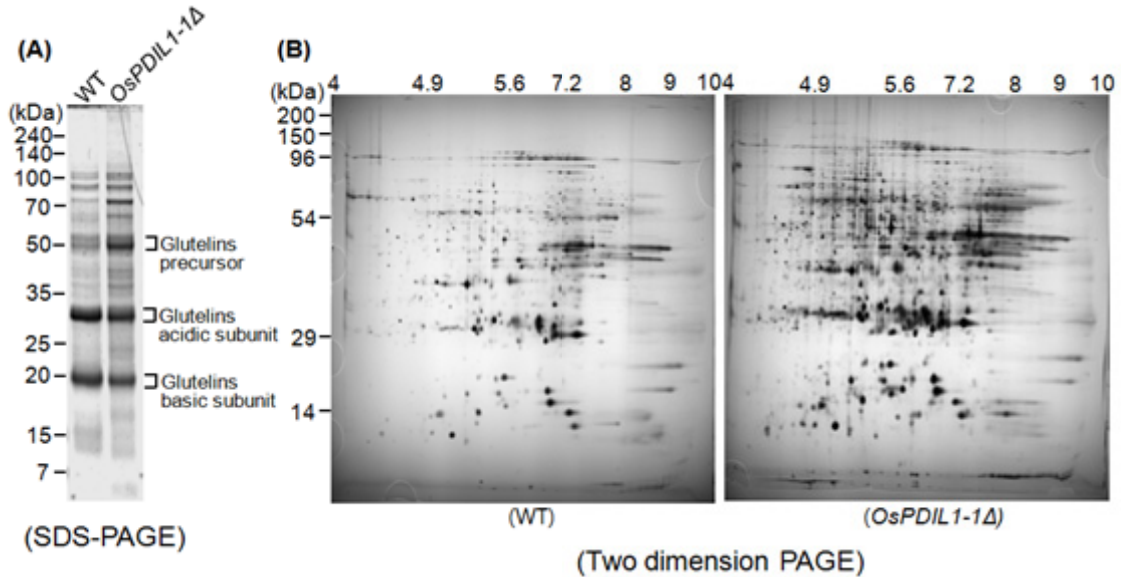 (A)
WT
OsPDIL1-1Δ
(kDa)
240
140
100
70
50
35
25
20
15
7
Glutelins
precursor
Glutelins
acidic subunit
Glutelins
basic subunit
(SDS-PAGE)
(B)
4 4.9 5.6 7.2 8 9 10
4 4.9 5.6 7.2 8 9 10
(kDa)
200
150
96
54
29
14
(WT)
(OsPDIL1-1Δ)
(Two dimension PAGE)